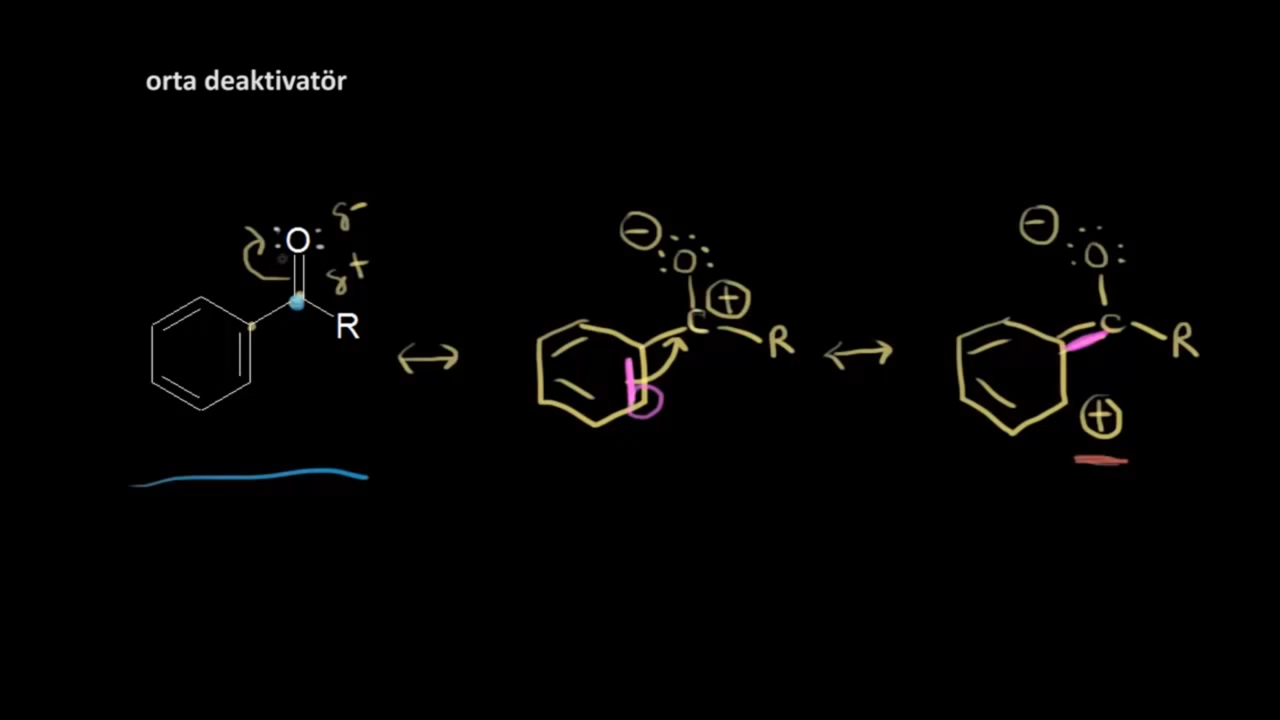 orta deaktivatör
O δ- δ+ R
− O + C R
− O C R +